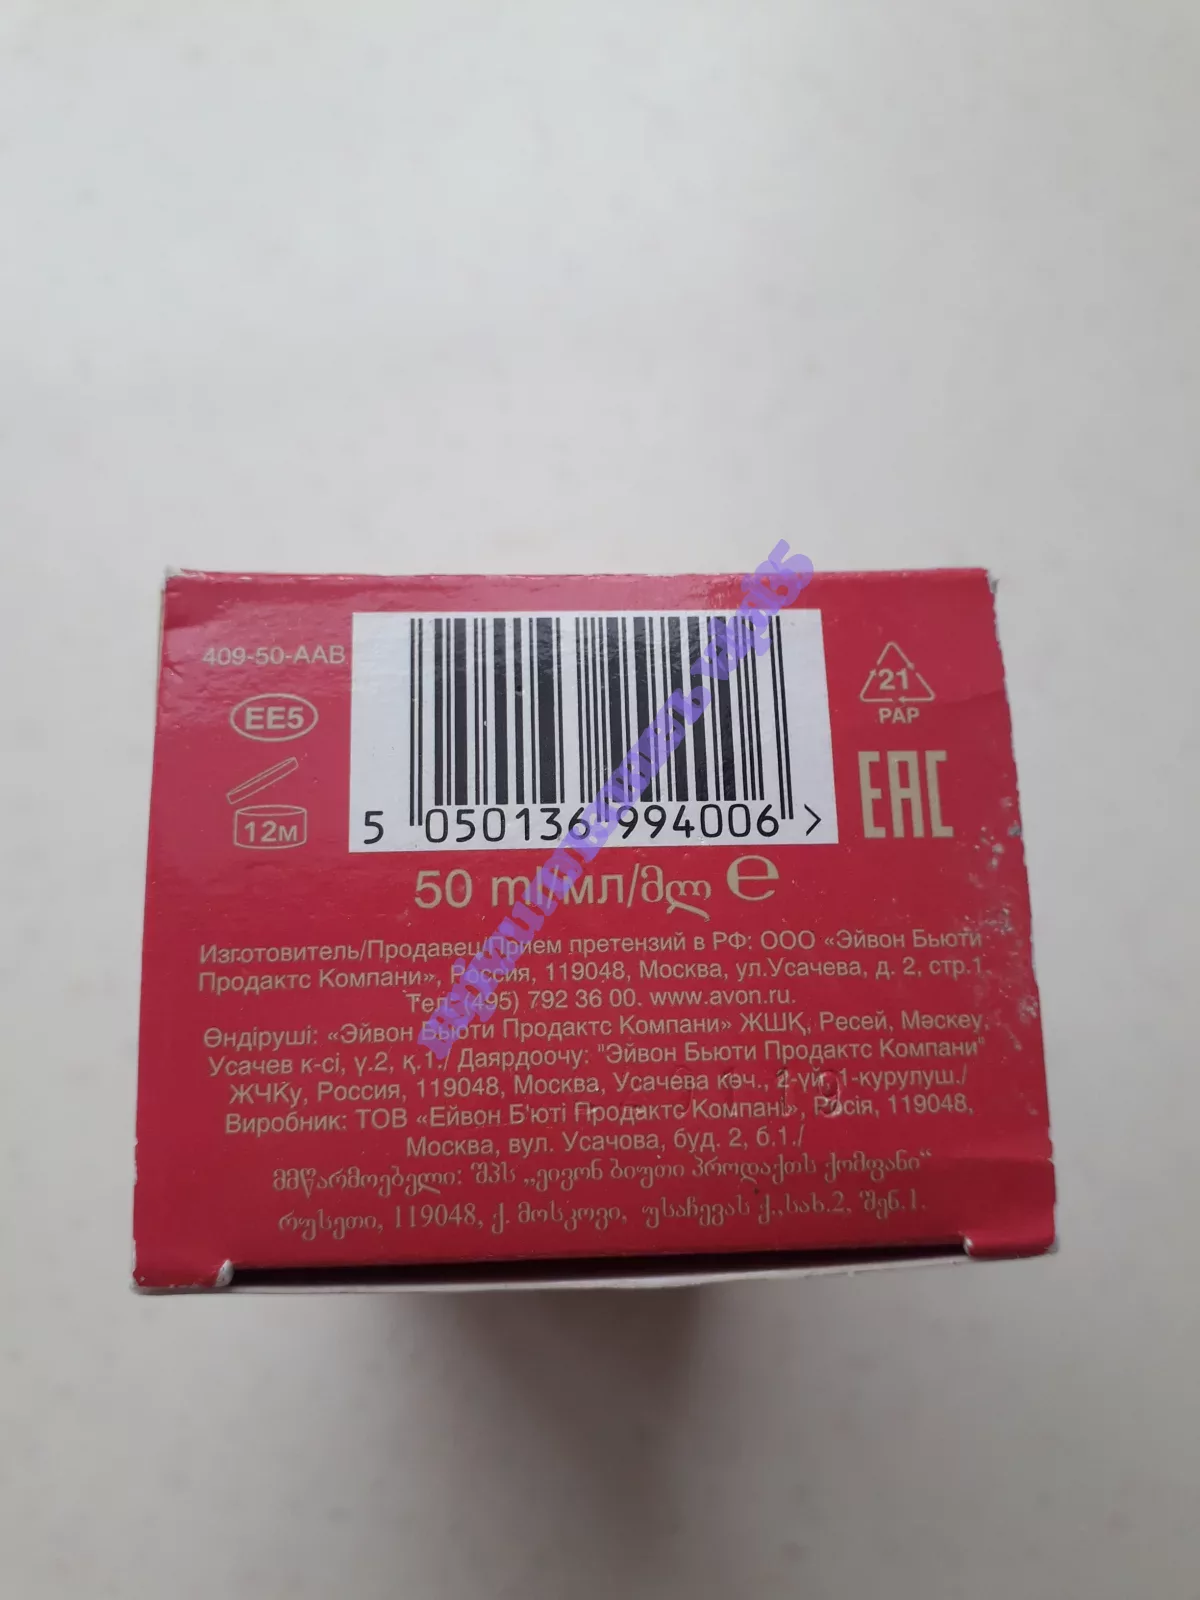 409-50-AAB
EE5
12м
5 050136 994006 >
21
PAP
EAC
50 ml/мл/მლ ℮
Изготовитель/Продавец/Прием претензий в РФ: ООО «Эйвон Бьюти
Продактс Компани», Россия, 119048, Москва, ул.Усачева, д. 2, стр.1
Тел. (495) 792 36 00. www.avon.ru.
Өндіруші: «Эйвон Бьюти Продактс Компани» ЖШҚ, Ресей, Мәскеу,
Усачев к-сі, ү.2, қ.1./ Даярдоочу: "Эйвон Бьюти Продактс Компани"
ЖЧКу, Россия, 119048, Москва, Усачева көч., 2-үй, 1-курулуш./
Виробник: ТОВ «Ейвон Б'юті Продактс Компані», Росія, 119048,
Москва, вул. Усачова, буд. 2, б.1./
მწარმოებელი: შპს „ეივონ ბიუთი პროდაქთს ქომფანი“
რუსეთი, 119048, ქ. მოსკოვი, უსაჩევას ქ.,სახ.2, შენ.1.